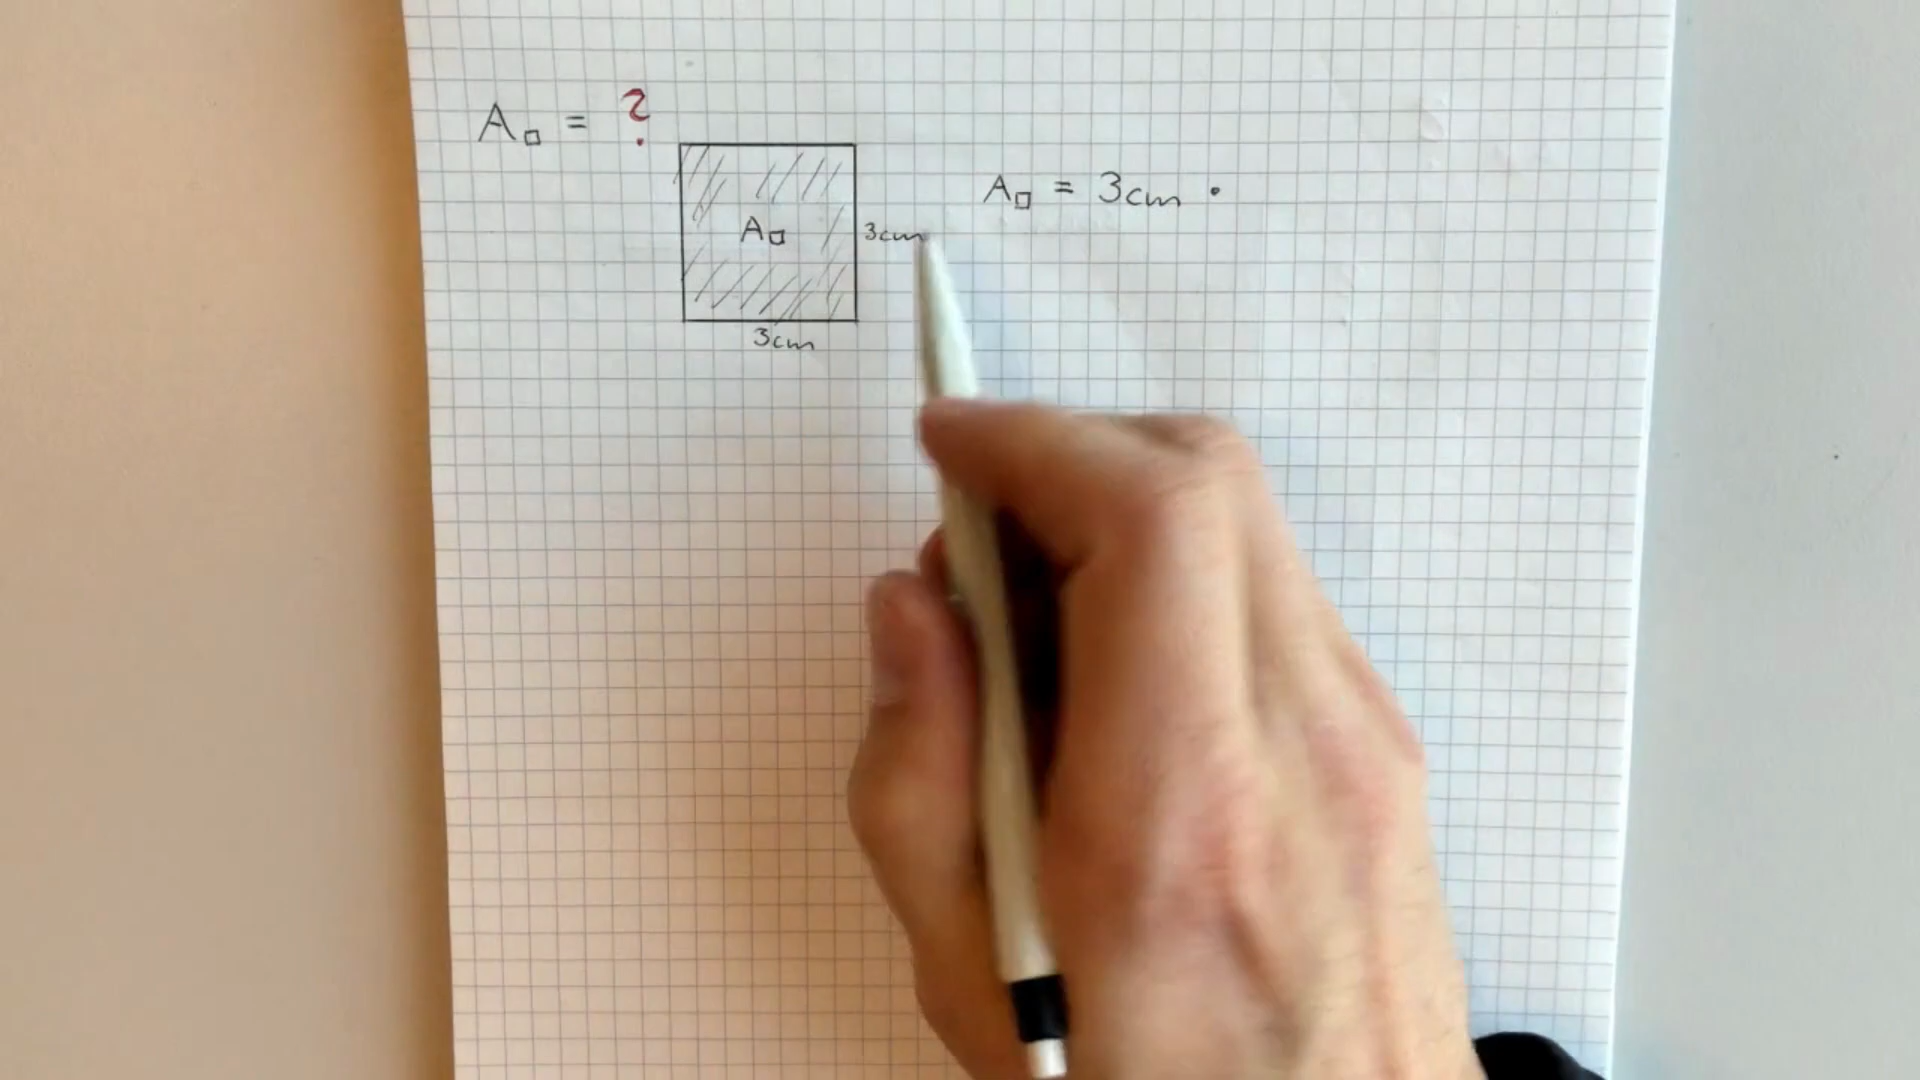 A□ = ?
A□ = 3cm ·
A□
3cm
3cm